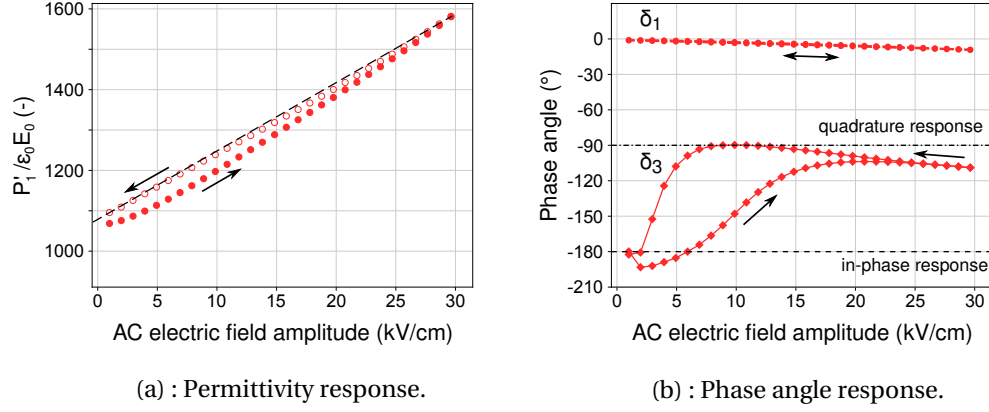 1600
1400
1200
1000
0
5
10
15
20
25
30
P'₁/ε₀E₀ (-)
AC electric field amplitude (kV/cm)
(a) : Permittivity response.
δ₁
0
-30
-60
-90
-120
-150
-180
-210
quadrature response
δ₃
in-phase response
0
5
10
15
20
25
30
Phase angle (°)
AC electric field amplitude (kV/cm)
(b) : Phase angle response.